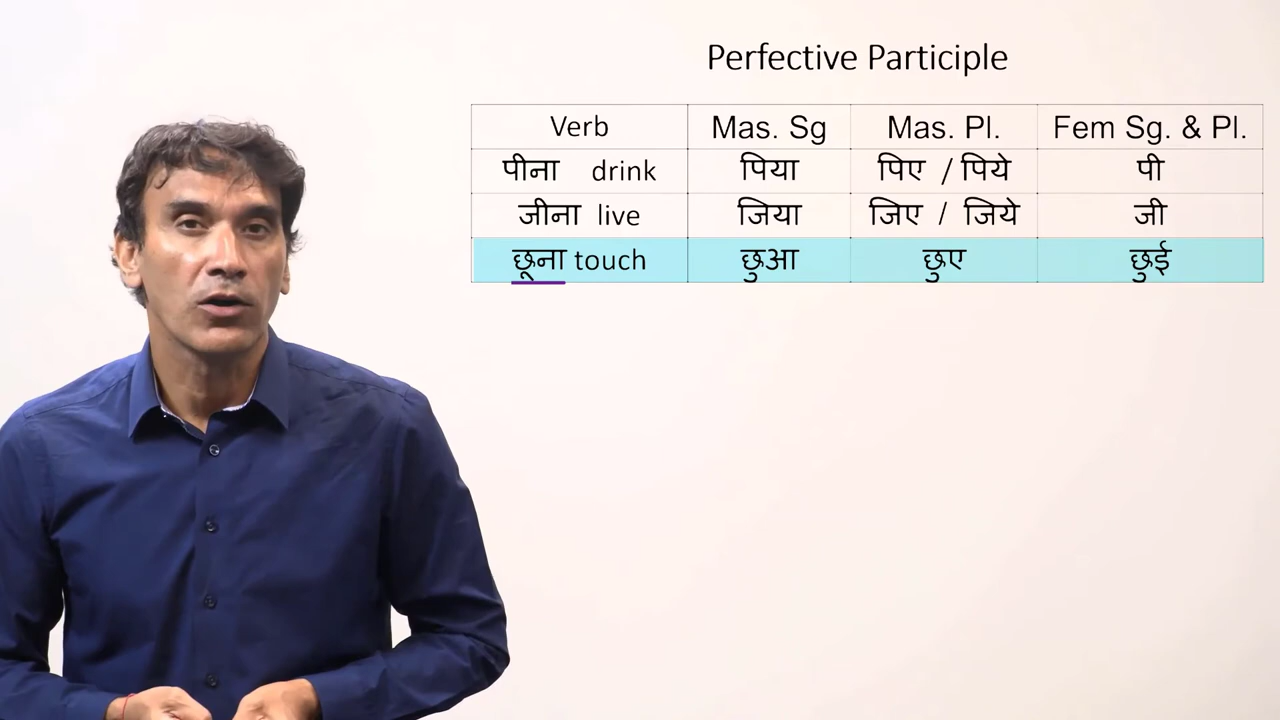 Perfective Participle
Verb Mas. Sg Mas. Pl. Fem Sg. & Pl.
पीना drink पिया पिए / पिये पी
जीना live जिया जिए / जिये जी
छूना touch छुआ छुए छुई